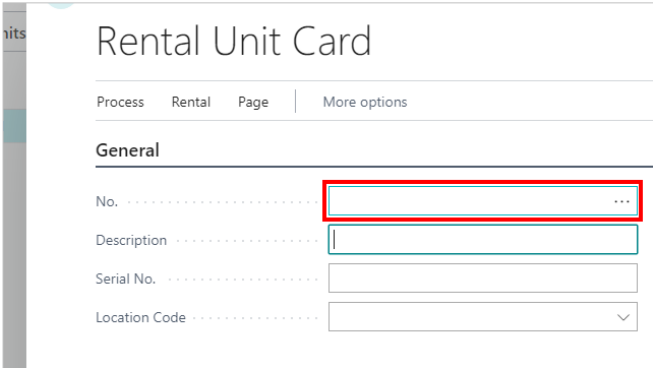 nits
Rental Unit Card
Process Rental Page More options
General
No. ...
Description
Serial No.
Location Code